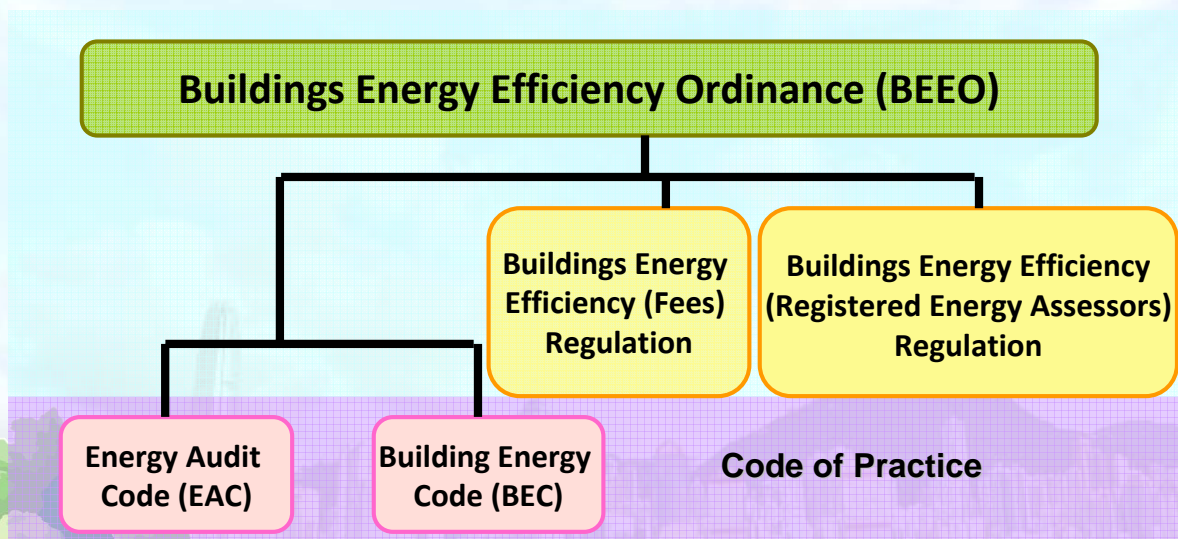 Buildings Energy Efficiency Ordinance (BEEO)
Buildings Energy
Efficiency (Fees)
Regulation
Buildings Energy Efficiency
(Registered Energy Assessors)
Regulation
Energy Audit
Code (EAC)
Building Energy
Code (BEC)
Code of Practice